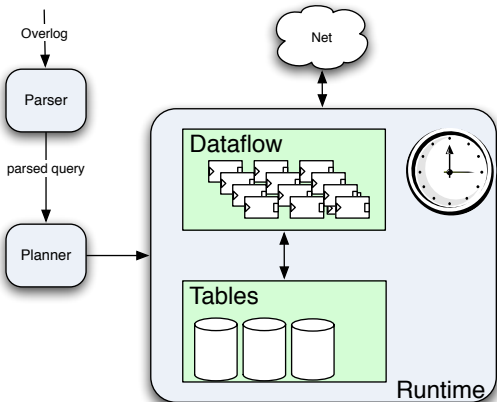 Overlog
Net
Parser
Dataflow
parsed query
Planner
Tables
Runtime